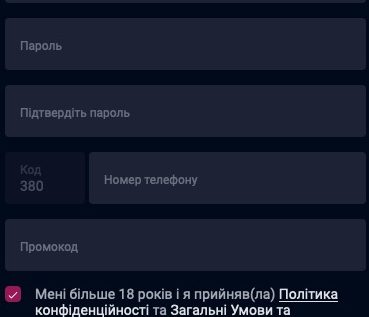 Пароль
Підтвердіть пароль
Код
380
Номер телефону
Промокод
Мені більше 18 років і я прийняв(ла) Політика
конфіденційності та Загальні Умови та